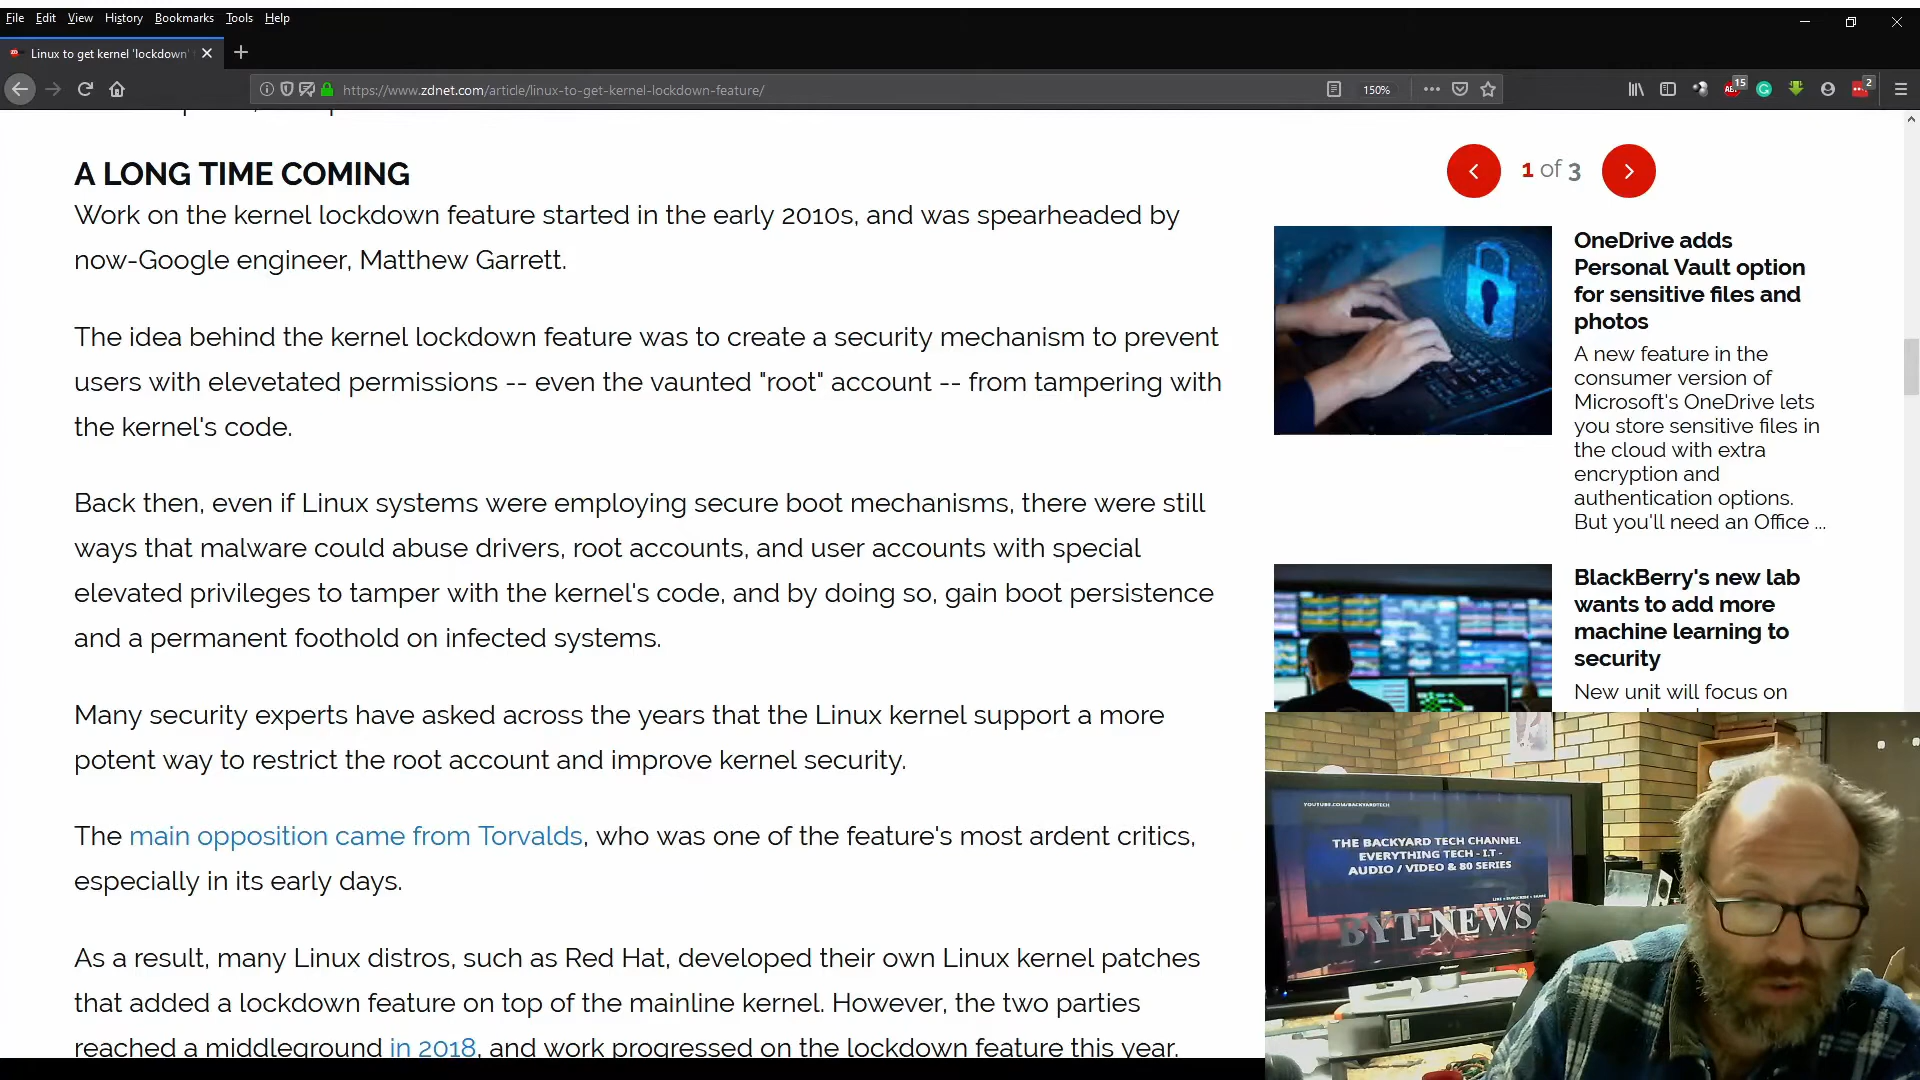 File Edit View History Bookmarks Tools Help
Linux to get kernel 'lockdown'
https://www.zdnet.com/article/linux-to-get-kernel-lockdown-feature/
150%
15
2
A LONG TIME COMING
Work on the kernel lockdown feature started in the early 2010s, and was spearheaded by
now-Google engineer, Matthew Garrett.
The idea behind the kernel lockdown feature was to create a security mechanism to prevent
users with elevetated permissions -- even the vaunted "root" account -- from tampering with
the kernel's code.
Back then, even if Linux systems were employing secure boot mechanisms, there were still
ways that malware could abuse drivers, root accounts, and user accounts with special
elevated privileges to tamper with the kernel's code, and by doing so, gain boot persistence
and a permanent foothold on infected systems.
Many security experts have asked across the years that the Linux kernel support a more
potent way to restrict the root account and improve kernel security.
The main opposition came from Torvalds, who was one of the feature's most ardent critics,
especially in its early days.
As a result, many Linux distros, such as Red Hat, developed their own Linux kernel patches
that added a lockdown feature on top of the mainline kernel. However, the two parties
reached a middleground in 2018, and work progressed on the lockdown feature this year.
1 of 3
OneDrive adds
Personal Vault option
for sensitive files and
photos
A new feature in the
consumer version of
Microsoft's OneDrive lets
you store sensitive files in
the cloud with extra
encryption and
authentication options.
But you'll need an Office ...
BlackBerry's new lab
wants to add more
machine learning to
security
New unit will focus on
YOUTUBE.COM/BACKYARDTECH
THE BACKYARD TECH CHANNEL
EVERYTHING TECH - I.T -
AUDIO / VIDEO & 80 SERIES
LIKE + SUBSCRIBE + SHARE
BYT-NEWS
Pioneer